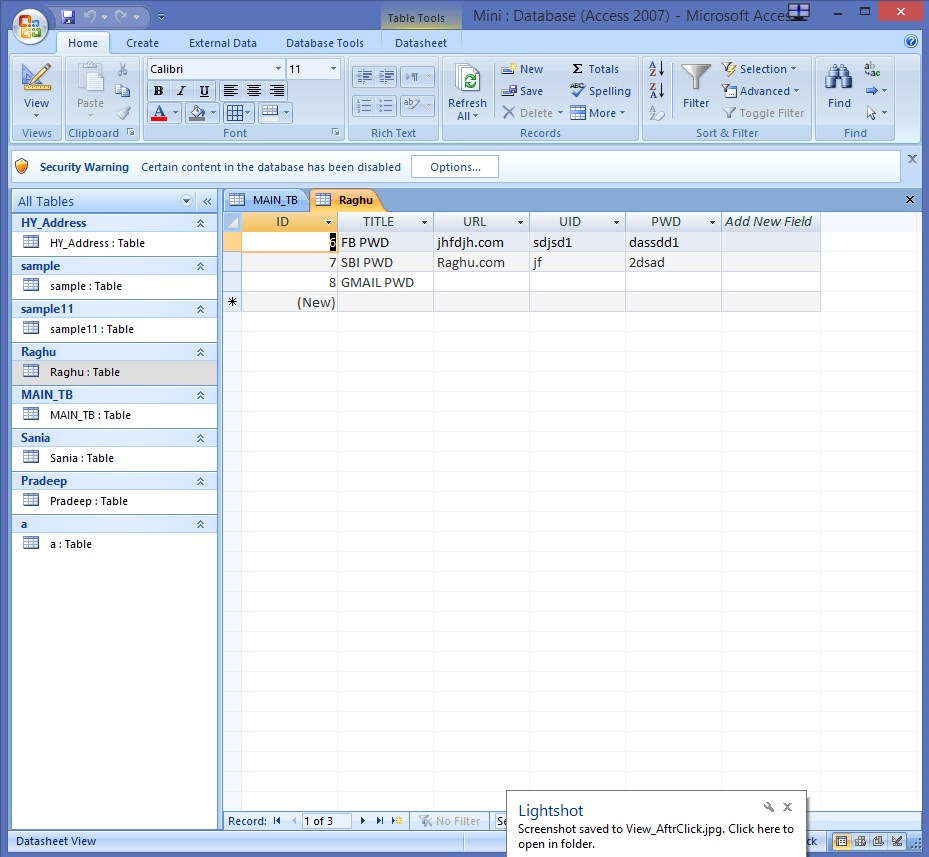 Table Tools
Mini : Database (Access 2007) - Microsoft Acces
Home
Create
External Data
Database Tools
Datasheet
View
Views
Paste
Clipboard
Calibri
11
B I U
A
Font
Rich Text
Refresh
All
New
Save
Delete
Σ Totals
ABC Spelling
More
Records
Filter
Selection
Advanced
Toggle Filter
Sort & Filter
Find
Find
Security Warning
Certain content in the database has been disabled
Options...
All Tables
HY_Address
HY_Address : Table
sample
sample : Table
sample11
sample11 : Table
Raghu
Raghu : Table
MAIN_TB
MAIN_TB : Table
Sania
Sania : Table
Pradeep
Pradeep : Table
a
a : Table
MAIN_TB
Raghu
ID TITLE URL UID PWD Add New Field
6 FB PWD jhfdjh.com sdjsd1 dassdd1
7 SBI PWD Raghu.com jf 2dsad
8 GMAIL PWD
* (New)
Record: 1 of 3 No Filter Se
Lightshot
Screenshot saved to View_AftrClick.jpg. Click here to
open in folder.
Datasheet View
ck